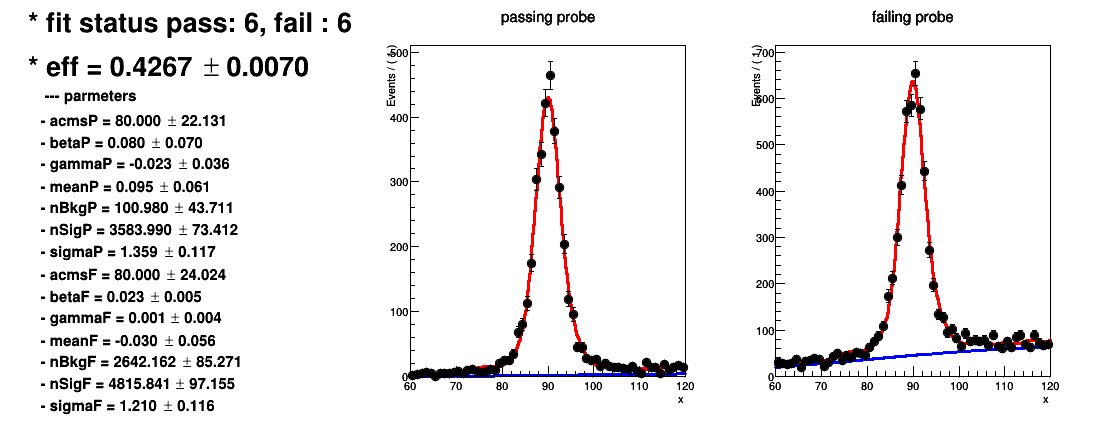 * fit status pass: 6, fail : 6
* eff = 0.4267 ± 0.0070
--- parmeters
- acmsP = 80.000 ± 22.131
- betaP = 0.080 ± 0.070
- gammaP = -0.023 ± 0.036
- meanP = 0.095 ± 0.061
- nBkgP = 100.980 ± 43.711
- nSigP = 3583.990 ± 73.412
- sigmaP = 1.359 ± 0.117
- acmsF = 80.000 ± 24.024
- betaF = 0.023 ± 0.005
- gammaF = 0.001 ± 0.004
- meanF = -0.030 ± 0.056
- nBkgF = 2642.162 ± 85.271
- nSigF = 4815.841 ± 97.155
- sigmaF = 1.210 ± 0.116
passing probe
Events / ( 1 )
500
400
300
200
100
0
60 70 80 90 100 110 120
x
failing probe
Events / ( 1 )
700
600
500
400
300
200
100
0
60 70 80 90 100 110 120
x